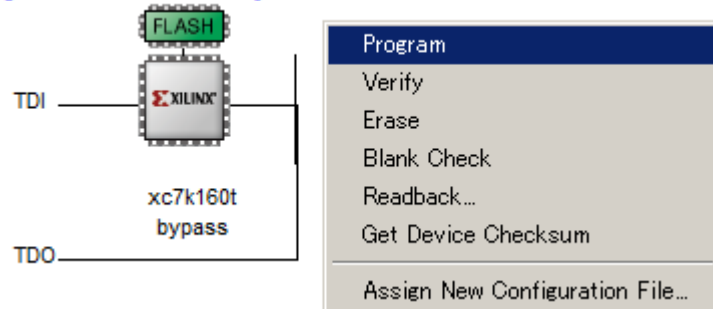 FLASH
TDI
XILINX
xc7k160t
bypass
TDO
Program
Verify
Erase
Blank Check
Readback...
Get Device Checksum
Assign New Configuration File...